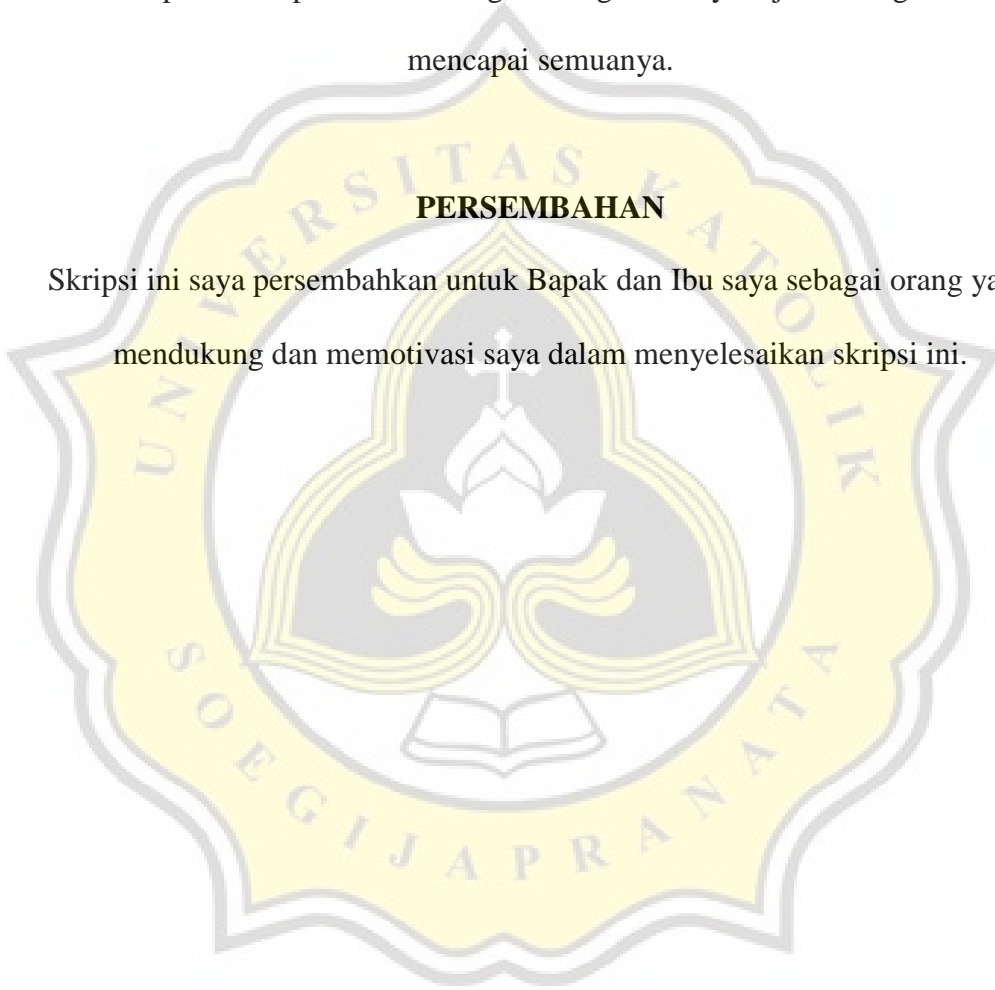 mencapai semuanya.
PERSEMBAHAN
Skripsi ini saya persembahkan untuk Bapak dan Ibu saya sebagai orang
mendukung dan memotivasi saya dalam menyelesaikan skripsi ini.
UNIVERSITAS KATOLIK
SOEGIJAPRANATA